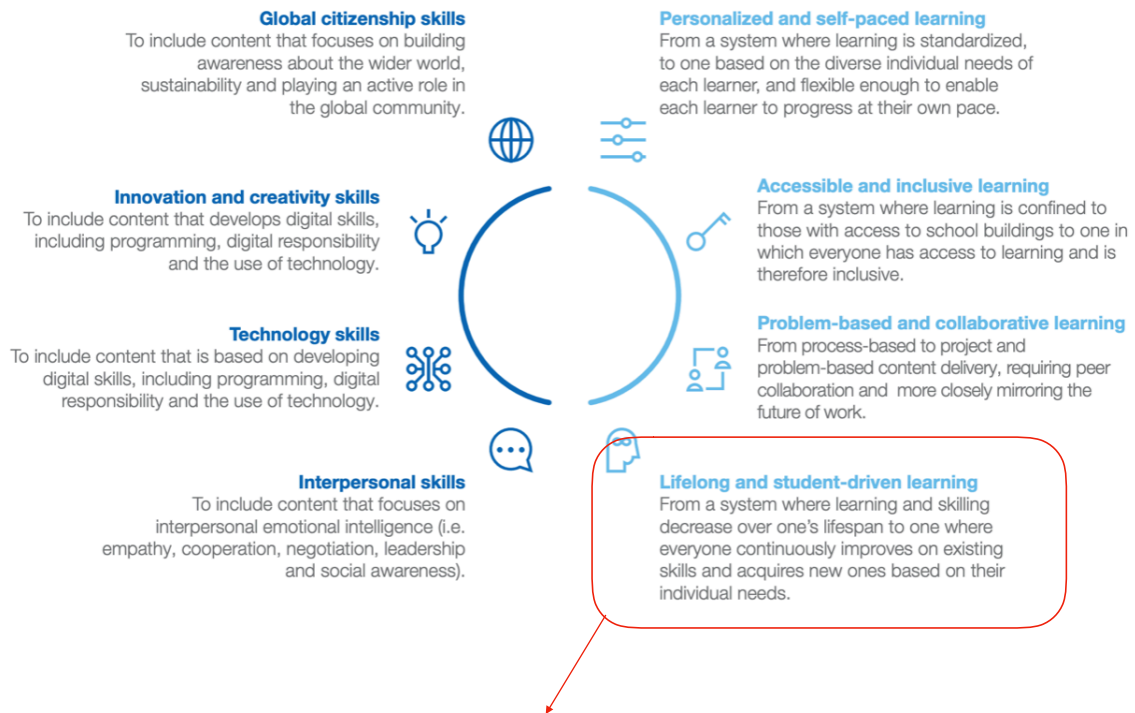 Global citizenship skills
To include content that focuses on building
awareness about the wider world,
sustainability and playing an active role in
the global community.
Innovation and creativity skills
To include content that develops digital skills,
including programming, digital responsibility
and the use of technology.
Technology skills
To include content that is based on developing
digital skills, including programming, digital
responsibility and the use of technology.
Interpersonal skills
To include content that focuses on
interpersonal emotional intelligence (i.e.
empathy, cooperation, negotiation, leadership
and social awareness).
Personalized and self-paced learning
From a system where learning is standardized,
to one based on the diverse individual needs of
each learner, and flexible enough to enable
each learner to progress at their own pace.
Accessible and inclusive learning
From a system where learning is confined to
those with access to school buildings to one in
which everyone has access to learning and is
therefore inclusive.
Problem-based and collaborative learning
From process-based to project and
problem-based content delivery, requiring peer
collaboration and more closely mirroring the
future of work.
Lifelong and student-driven learning
From a system where learning and skilling
decrease over one's lifespan to one where
everyone continuously improves on existing
skills and acquires new ones based on their
individual needs.